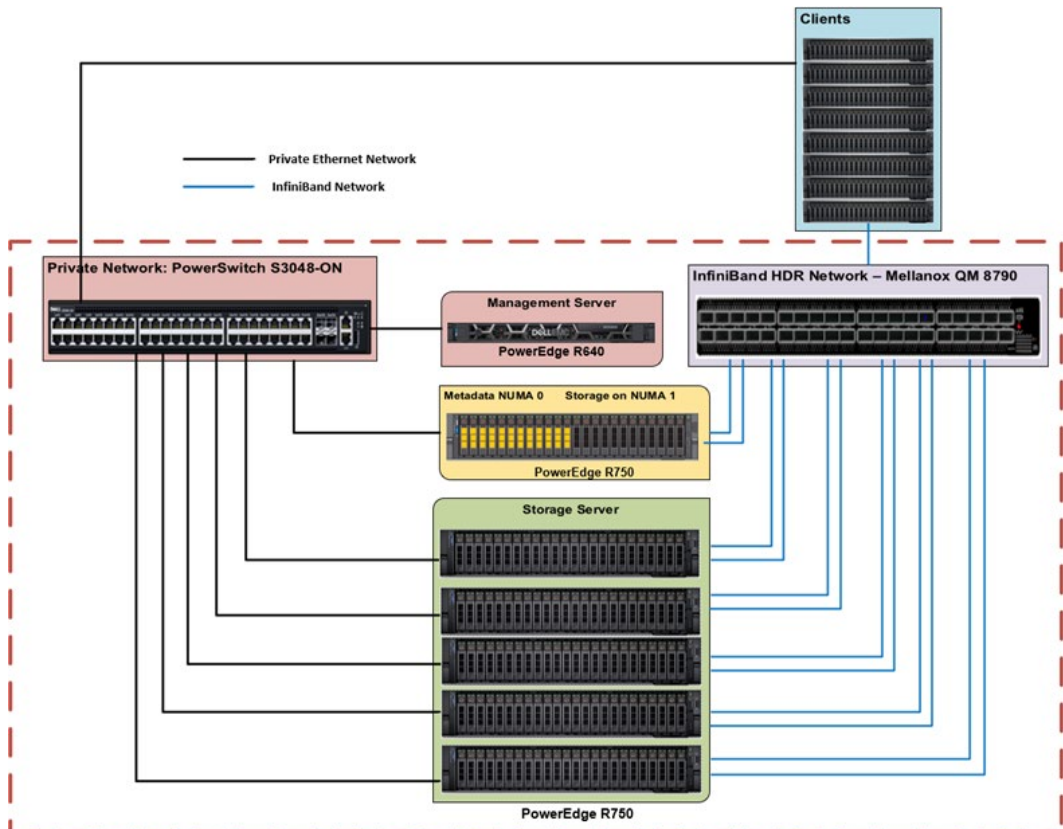 Clients
Private Ethernet Network
InfiniBand Network
Private Network: PowerSwitch S3048-ON
InfiniBand HDR Network – Mellanox QM 8790
Management Server
DELLEMC
PowerEdge R640
Metadata NUMA 0 Storage on NUMA 1
PowerEdge R750
Storage Server
PowerEdge R750